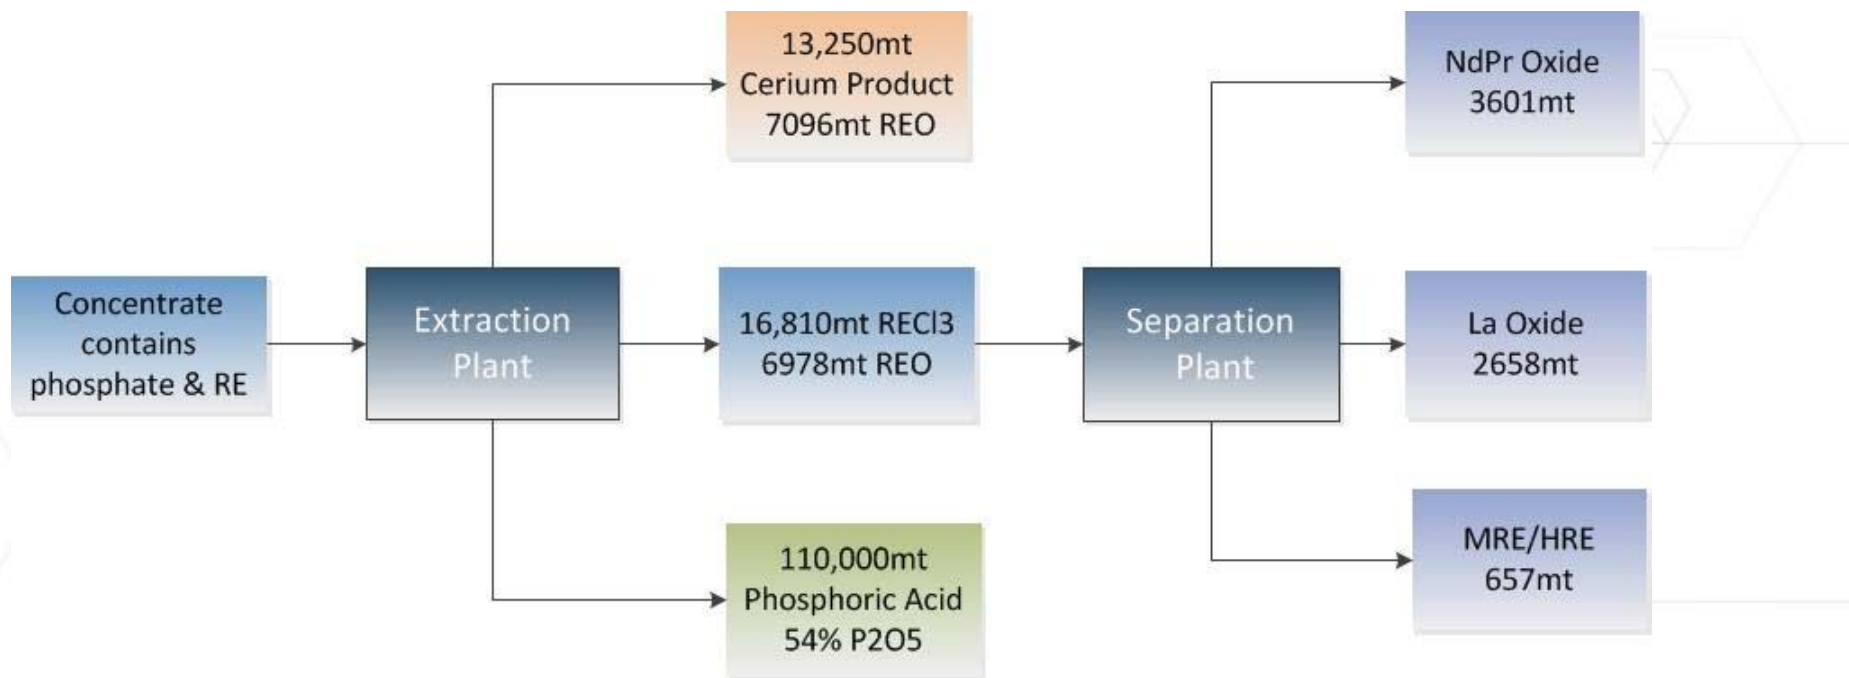 Concentrate
contains
phosphate & RE
Extraction
Plant
13,250mt
Cerium Product
7096mt REO
16,810mt RECl3
6978mt REO
110,000mt
Phosphoric Acid
54% P2O5
Separation
Plant
NdPr Oxide
3601mt
La Oxide
2658mt
MRE/HRE
657mt